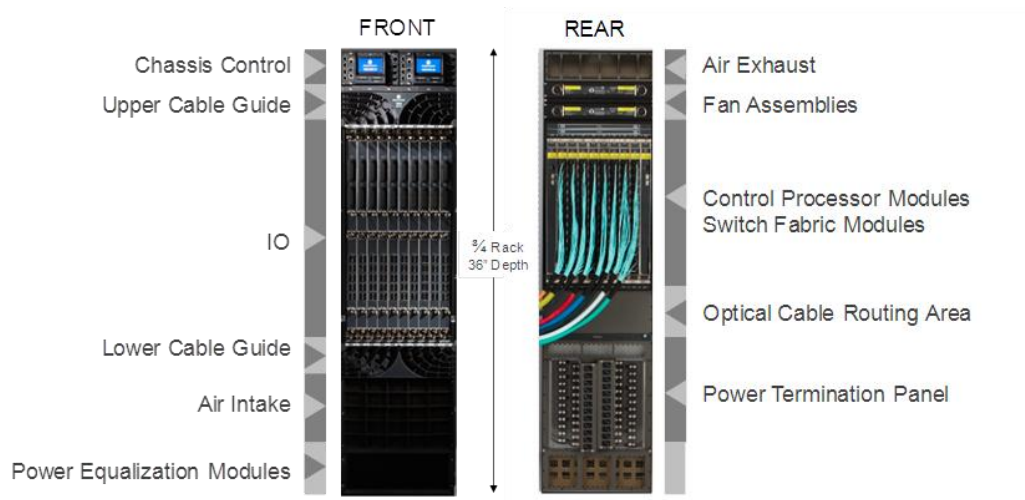 FRONT
REAR
Chassis Control
Upper Cable Guide
IO
Lower Cable Guide
Air Intake
Power Equalization Modules
¾ Rack
36" Depth
Air Exhaust
Fan Assemblies
Control Processor Modules
Switch Fabric Modules
Optical Cable Routing Area
Power Termination Panel